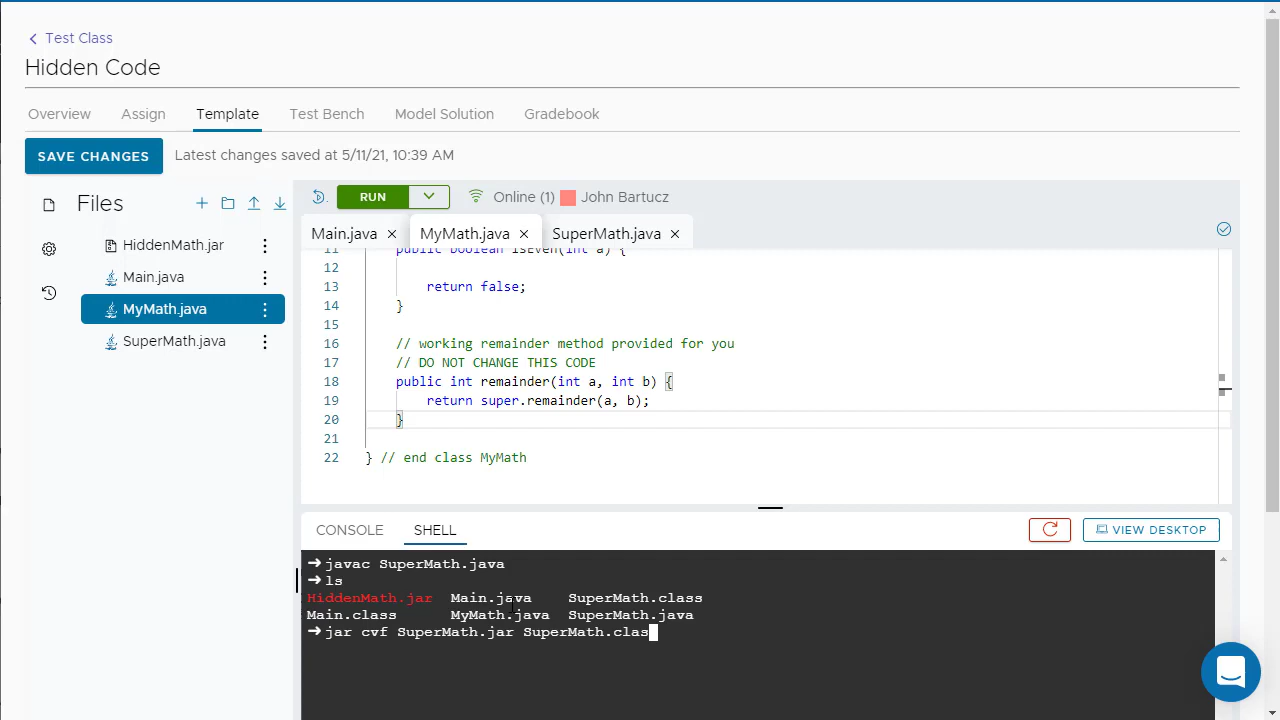 Test Class
Hidden Code
Overview Assign Template Test Bench Model Solution Gradebook
SAVE CHANGES Latest changes saved at 5/11/21, 10:39 AM
Files
RUN Online (1) John Bartucz
HiddenMath.jar
Main.java
MyMath.java
SuperMath.java
Main.java × MyMath.java × SuperMath.java ×
11 public boolean isEven(int a) {
12
13 return false;
14 }
15
16 // working remainder method provided for you
17 // DO NOT CHANGE THIS CODE
18 public int remainder(int a, int b) {
19 return super.remainder(a, b);
20 }
21
22 } // end class MyMath
CONSOLE SHELL VIEW DESKTOP
➜ javac SuperMath.java
➜ ls
HiddenMath.jar Main.java SuperMath.class
Main.class MyMath.java SuperMath.java
➜ jar cvf SuperMath.jar SuperMath.clas